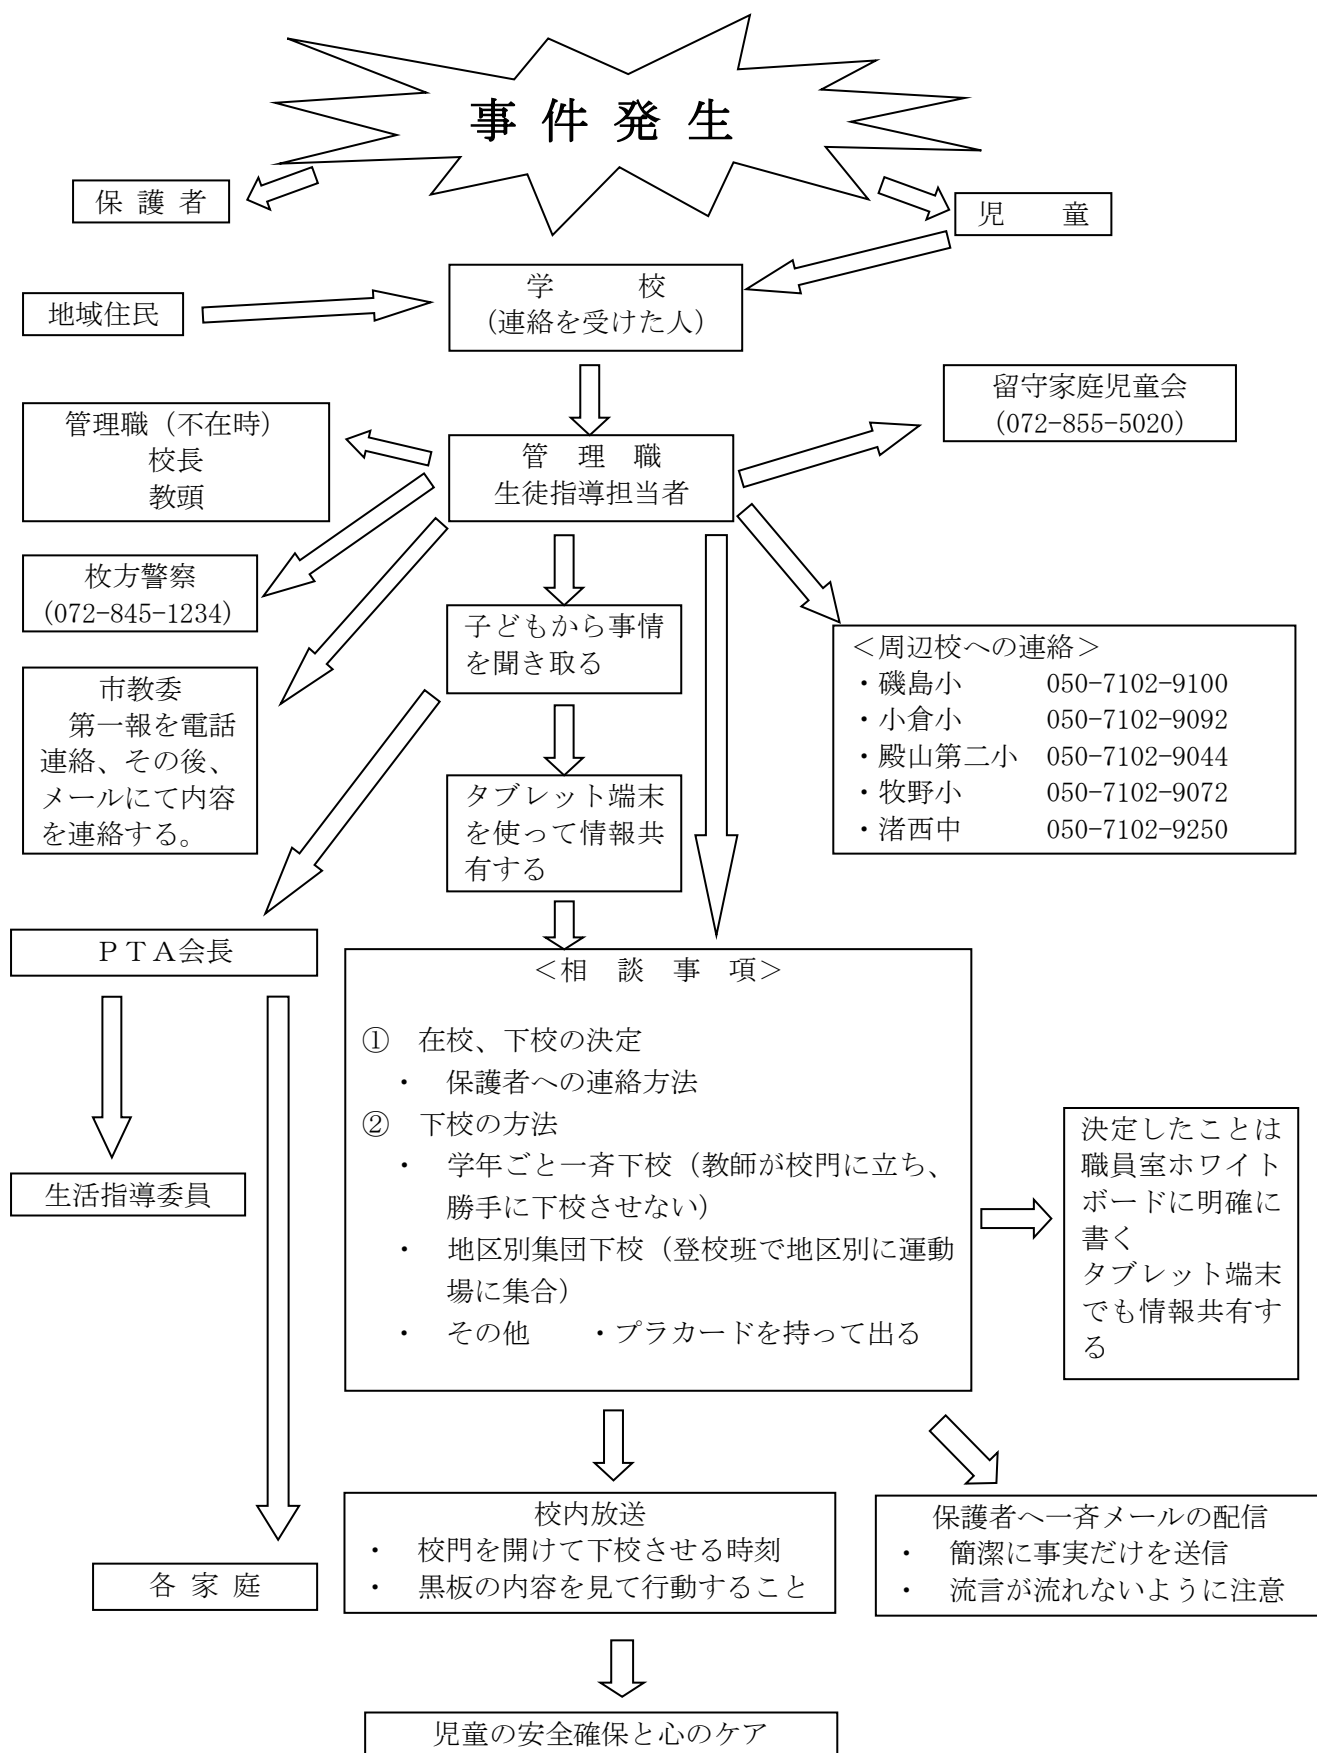 事件発生
保護者
児　　童
地域住民
学　　　校
（連絡を受けた人）
留守家庭児童会
(072-855-5020)
管理職（不在時）
校長
教頭
管　理　職
生徒指導担当者
枚方警察
(072-845-1234)
子どもから事情
を聞き取る
＜周辺校への連絡＞
・磯島小　　　050-7102-9100
・小倉小　　　050-7102-9092
・殿山第二小　050-7102-9044
・牧野小　　　050-7102-9072
・渚西中　　　050-7102-9250
市教委
　第一報を電話
連絡、その後、
メールにて内容
を連絡する。
タブレット端末
を使って情報共
有する
ＰＴＡ会長
＜相　談　事　項＞
①　在校、下校の決定
・　保護者への連絡方法
②　下校の方法
・　学年ごと一斉下校（教師が校門に立ち、
勝手に下校させない）
・　地区別集団下校（登校班で地区別に運動
場に集合）
・　その他　　・プラカードを持って出る
決定したことは
職員室ホワイト
ボードに明確に
書く
タブレット端末
でも情報共有す
る
生活指導委員
校内放送
・　校門を開けて下校させる時刻
・　黒板の内容を見て行動すること
保護者へ一斉メールの配信
・　簡潔に事実だけを送信
・　流言が流れないように注意
各家庭
児童の安全確保と心のケア